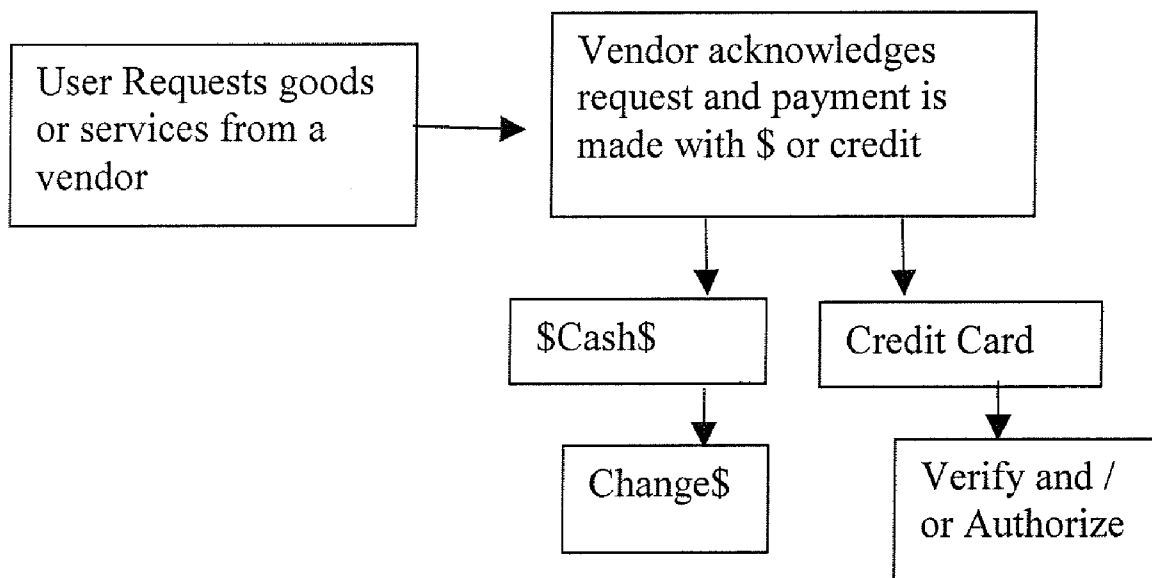 User Requests goods
or services from a
vendor
Vendor acknowledges
request and payment is
made with $ or credit
$Cash$
Credit Card
Change$
Verify and /
or Authorize